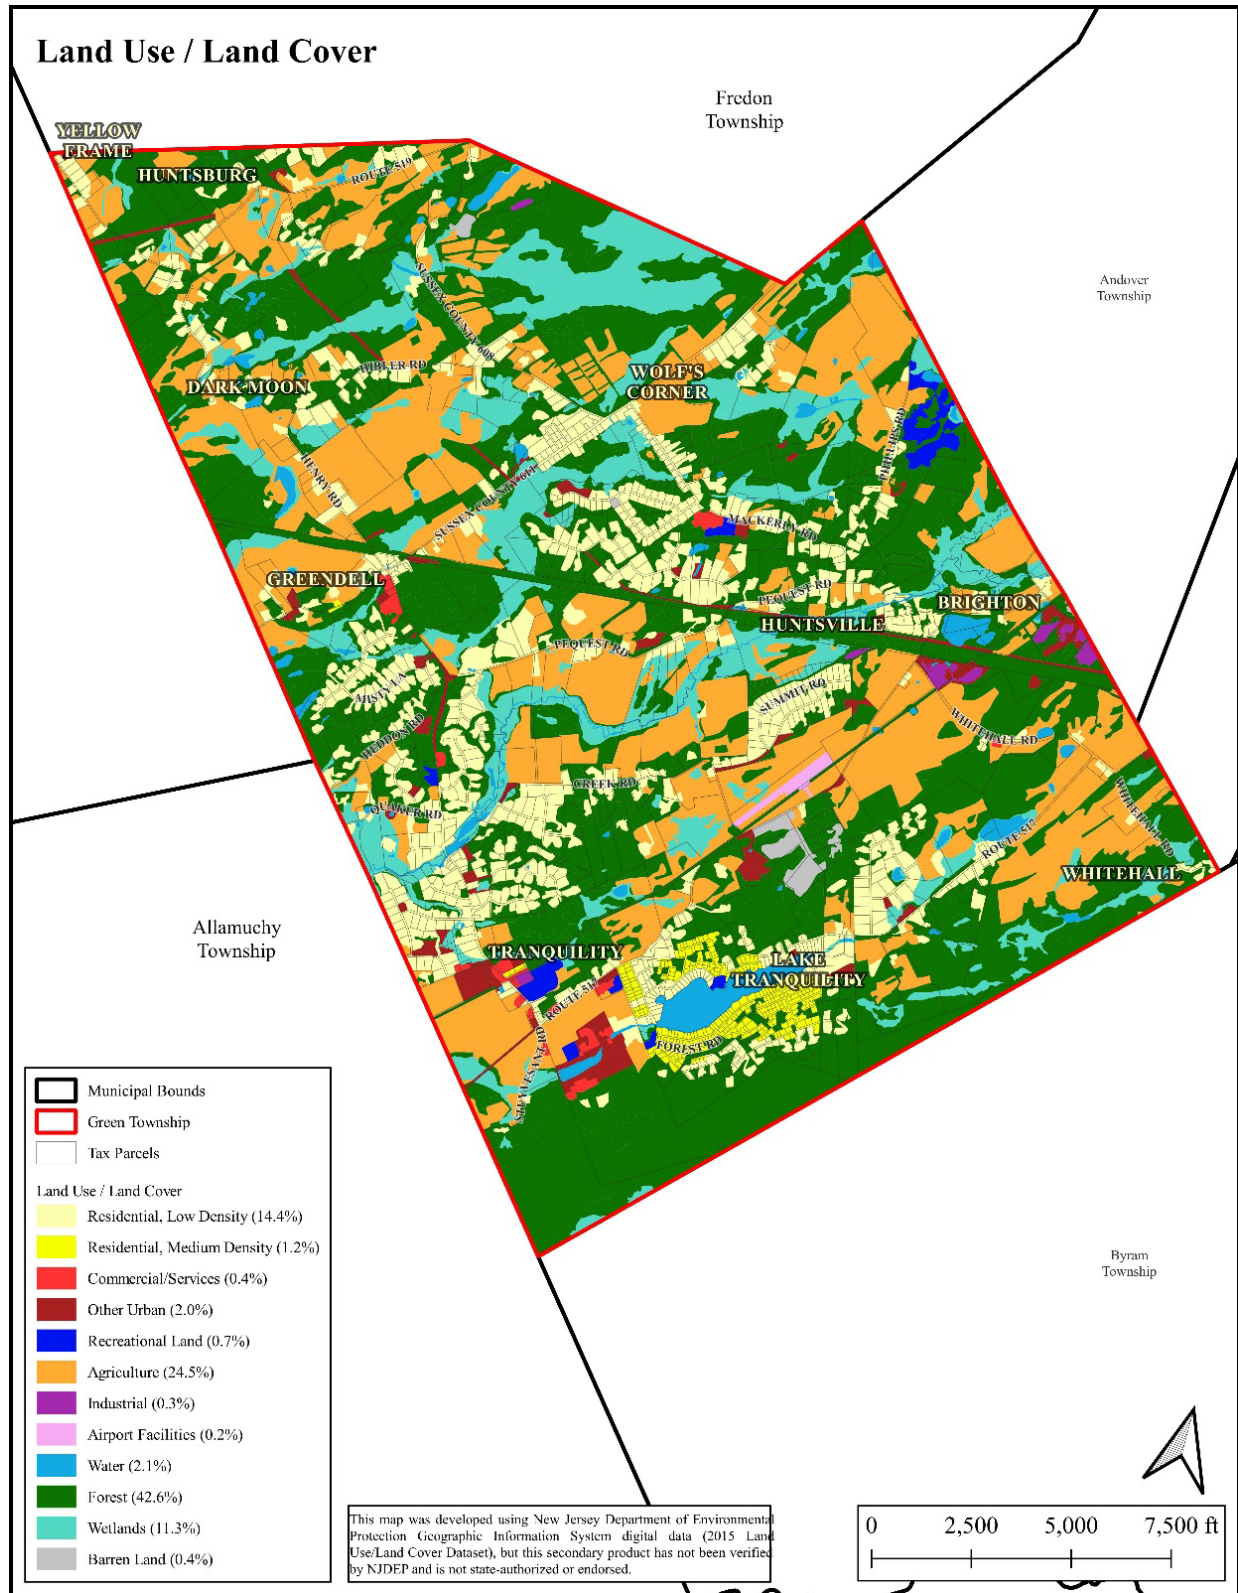 Land Use / Land Cover
Fredon
Township
YELLOW
FRAME
HUNTSBURG
ROUTE 519
Andover
Township
SUSSEX COUNTY 608
HIBLER RD
DARK MOON
WOLF'S
CORNER
PHILLIPS RD
HENRY RD
SUSSEX COUNTY 611
MACKERLY RD
GREENDELL
PEQUEST RD
BRIGHTON
HUNTSVILLE
PEQUEST RD
MISTY LA
SUMMIT RD
HEDDON RD
WHITEHALL RD
CREEK RD
QUAKER RD
WHITEHALL RD
ROUTE 517
WHITEHALL
Allamuchy
Township
TRANQUILITY
LAKE
TRANQUILITY
ROUTE 517
FOREST RD
STUYVESANT RD
Byram
Township
Municipal Bounds
Green Township
Tax Parcels
Land Use / Land Cover
Residential, Low Density (14.4%)
Residential, Medium Density (1.2%)
Commercial/Services (0.4%)
Other Urban (2.0%)
Recreational Land (0.7%)
Agriculture (24.5%)
Industrial (0.3%)
Airport Facilities (0.2%)
Water (2.1%)
Forest (42.6%)
Wetlands (11.3%)
Barren Land (0.4%)
This map was developed using New Jersey Department of Environmental
Protection Geographic Information System digital data (2015 Land
Use/Land Cover Dataset), but this secondary product has not been verified
by NJDEP and is not state-authorized or endorsed.
0 2,500 5,000 7,500 ft